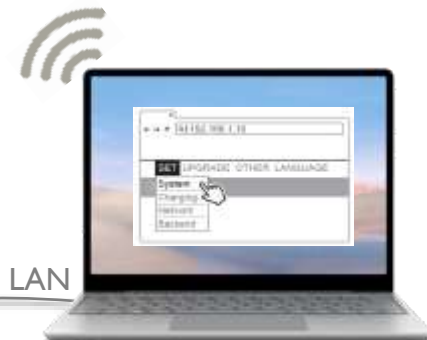 SET UPGRADE OTHER LANGUAGE
System
Charging
Network
Backend
LAN